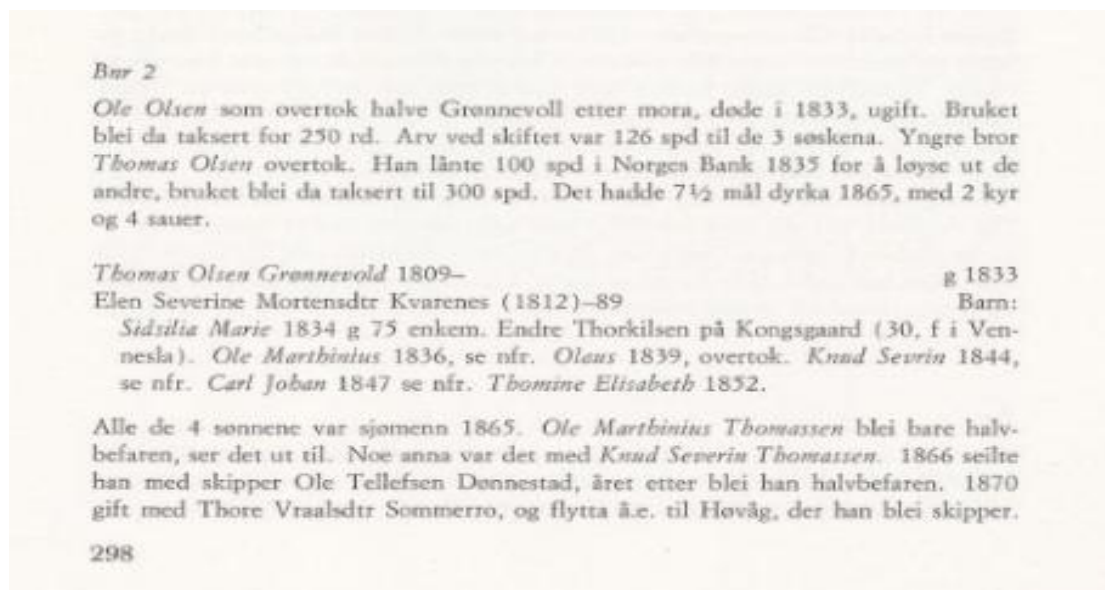 Bnr 2
Ole Olsen som overtok halve Grønnevoll etter mora, døde i 1833, ugift. Bruket
blei da taksert for 250 rd. Arv ved skiftet var 126 spd til de 3 søskena. Yngre bror
Thomas Olsen overtok. Han lånte 100 spd i Norges Bank 1835 for å løyse ut de
andre, bruket blei da taksert til 300 spd. Det hadde 7½ mål dyrka 1865, med 2 kyr
og 4 sauer.
Thomas Olsen Grønnevold 1809– g 1833
Elen Severine Mortensdtr Kvarenes (1812)–89 Barn:
Sidsilia Marie 1834 g 75 enkem. Endre Thorkilsen på Kongsgaard (30, f i Ven-
nesla). Ole Marthinius 1836, se nfr. Olaus 1839, overtok. Knud Sevrin 1844,
se nfr. Carl Johan 1847 se nfr. Thomine Elisabeth 1852.
Alle de 4 sønnene var sjømenn 1865. Ole Marthinius Thomassen blei bare halv-
befaren, ser det ut til. Noe anna var det med Knud Severin Thomassen. 1866 seilte
han med skipper Ole Tellefsen Dønnestad, året etter blei han halvbefaren. 1870
gift med Thore Vraalsdtr Sommerro, og flytta å.e. til Høvåg, der han blei skipper.
298